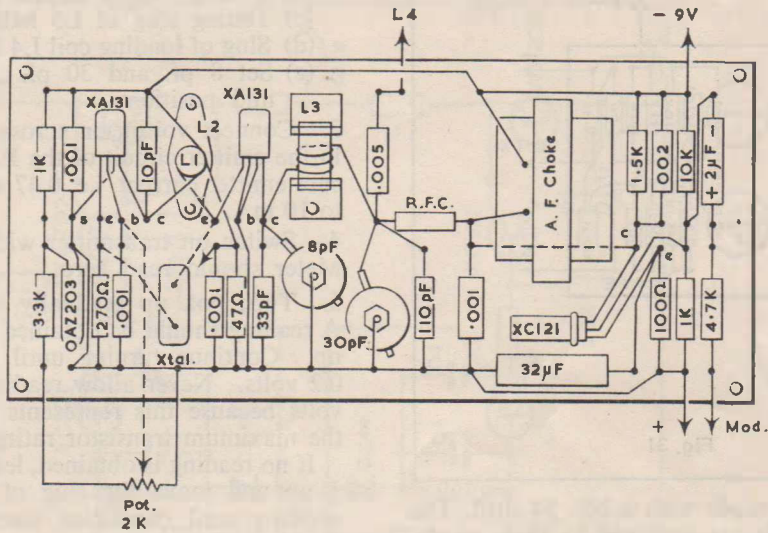 L4
- 9V
XA131
XA131
L3
L2
L1
1K
.001
10pF
.005
R.F.C.
A. F. Choke
1.5K
.002
10K
+ 2µF -
s
e
b
c
e
b
c
c
e
8pF
3.3K
OAZ203
270Ω
.001
Xtal.
.001
47Ω
33pF
30pF
110pF
.001
XC121
32µF
100Ω
1K
4.7K
+
Mod.
Pot.
2K